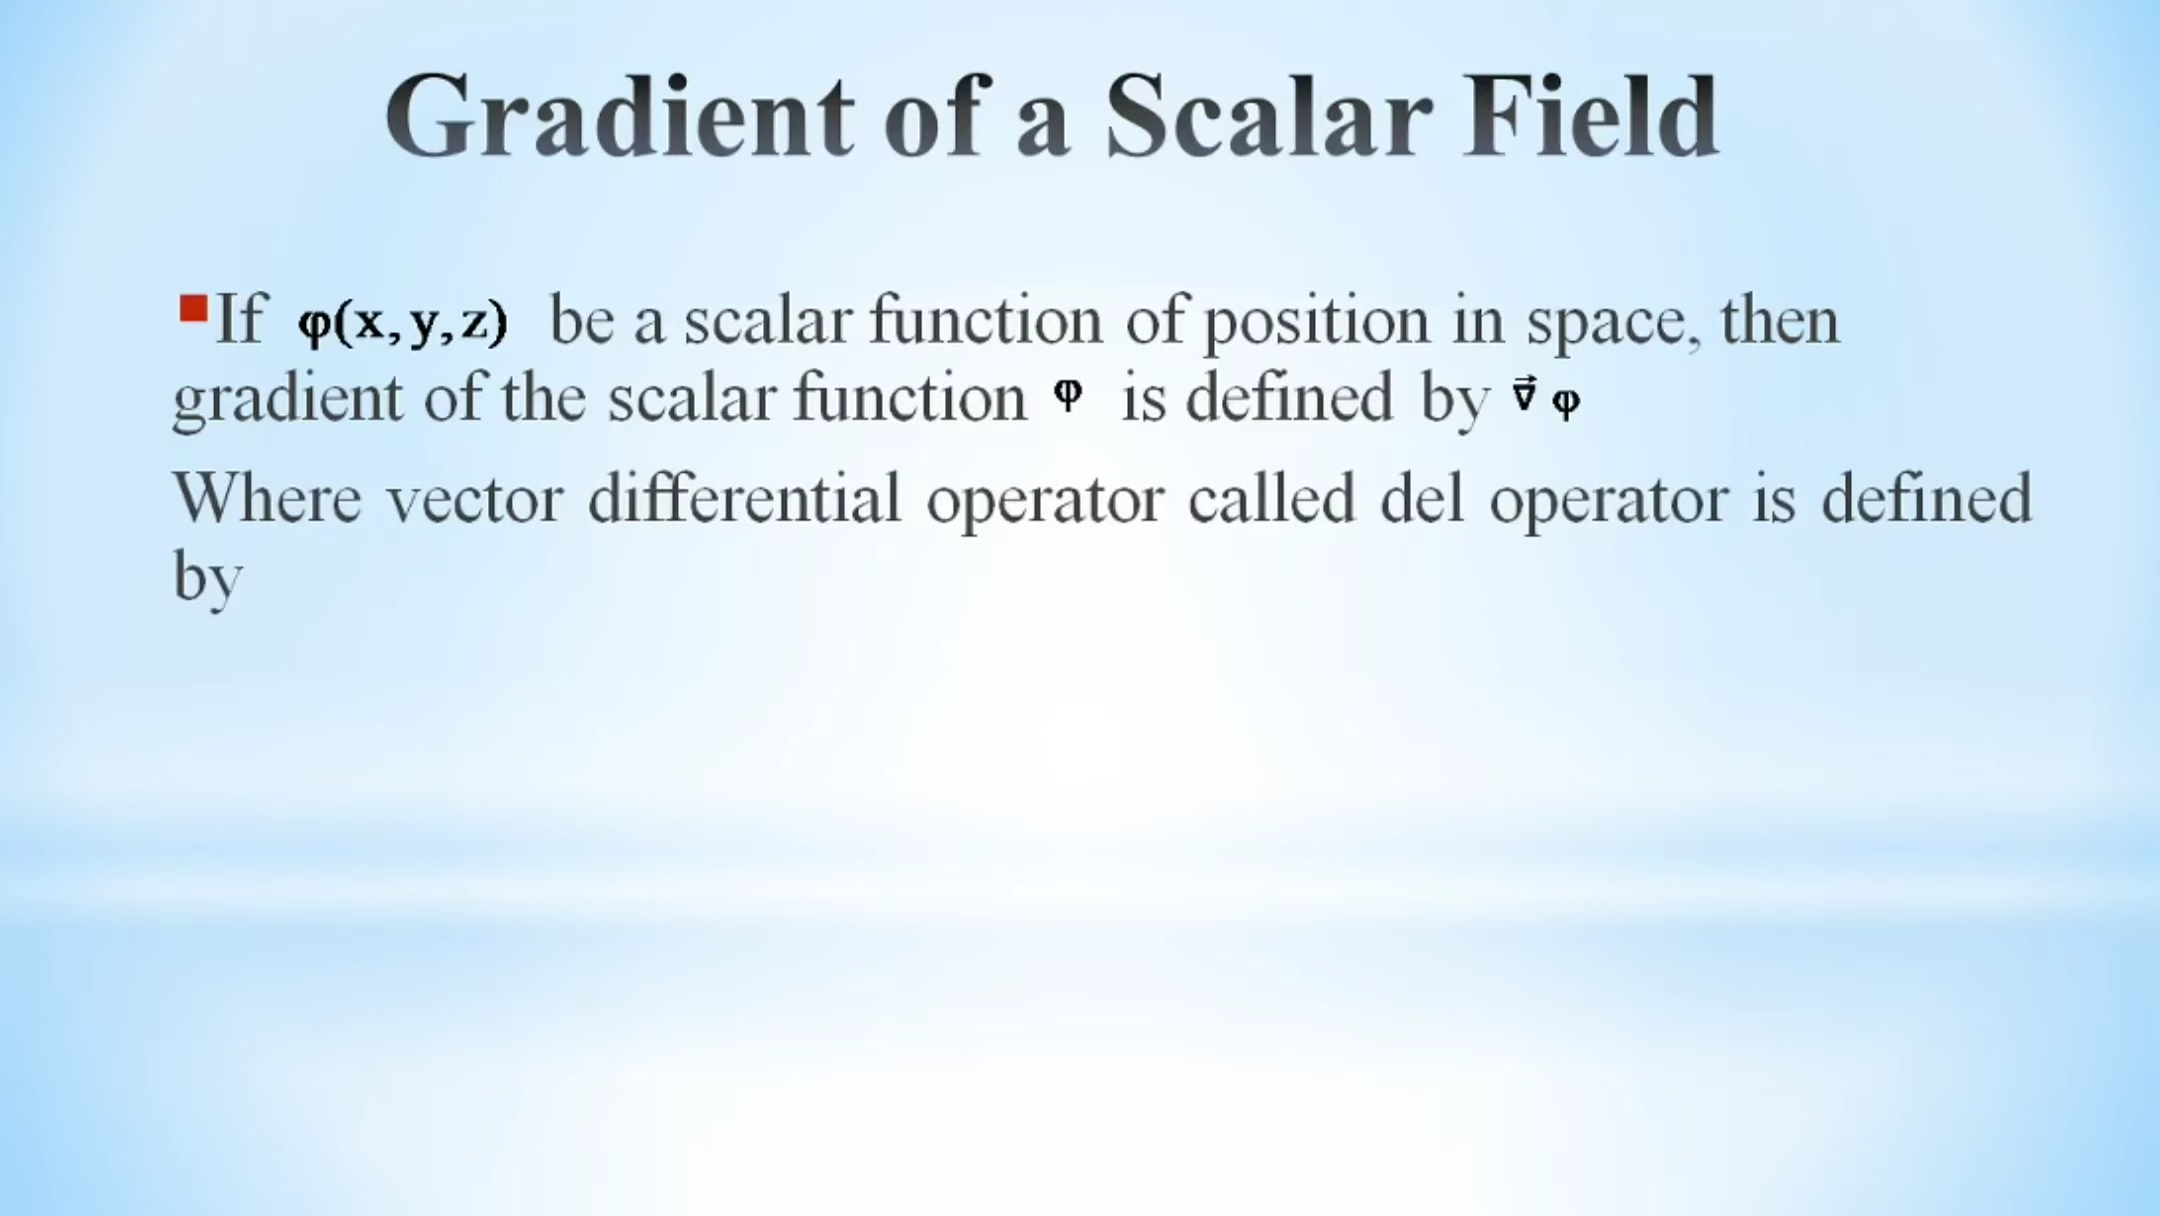 Gradient of a Scalar Field
▪If φ(x,y,z) be a scalar function of position in space, then
gradient of the scalar function φ is defined by ∇⃗ φ
Where vector differential operator called del operator is defined
by